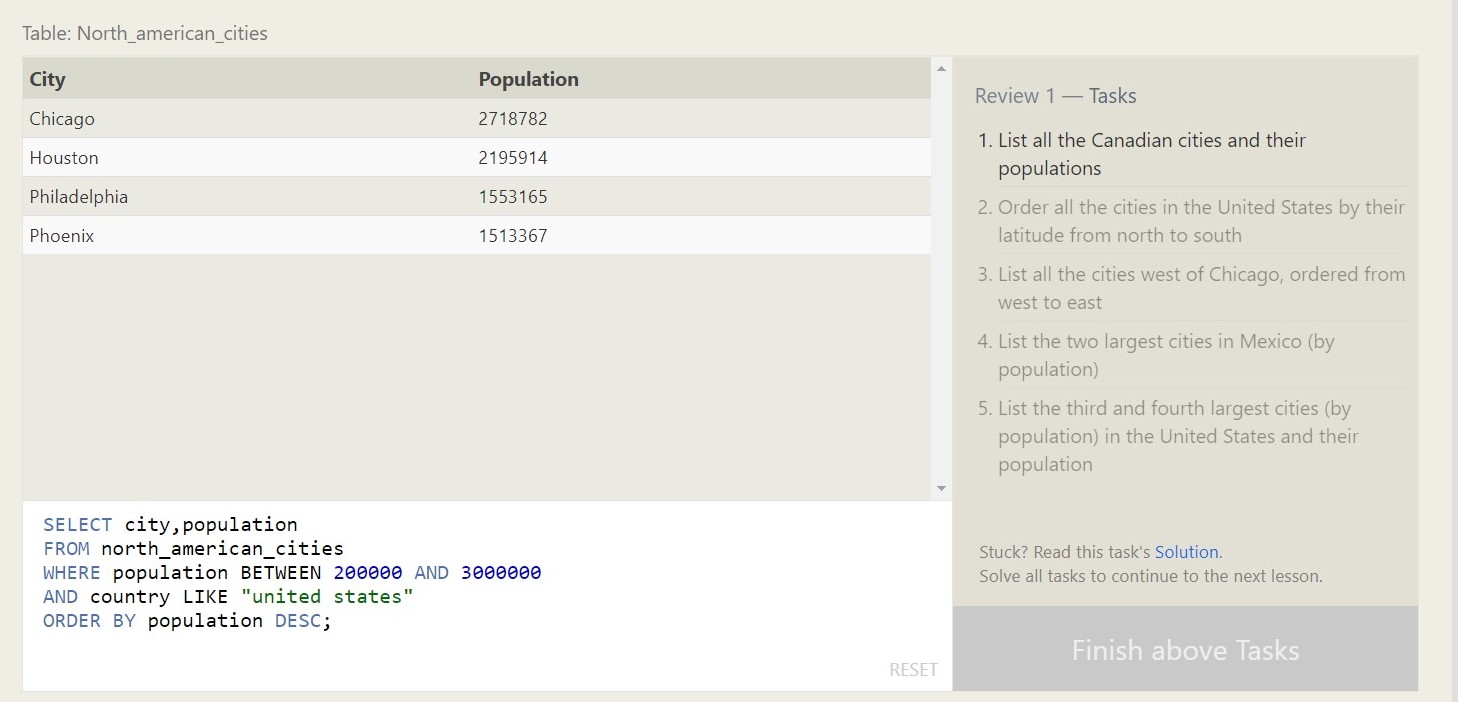 Table: North_american_cities
City Population
Chicago 2718782
Houston 2195914
Philadelphia 1553165
Phoenix 1513367
SELECT city,population
FROM north_american_cities
WHERE population BETWEEN 200000 AND 3000000
AND country LIKE "united states"
ORDER BY population DESC;
RESET
Review 1 — Tasks
1. List all the Canadian cities and their
populations
2. Order all the cities in the United States by their
latitude from north to south
3. List all the cities west of Chicago, ordered from
west to east
4. List the two largest cities in Mexico (by
population)
5. List the third and fourth largest cities (by
population) in the United States and their
population
Stuck? Read this task's Solution.
Solve all tasks to continue to the next lesson.
Finish above Tasks